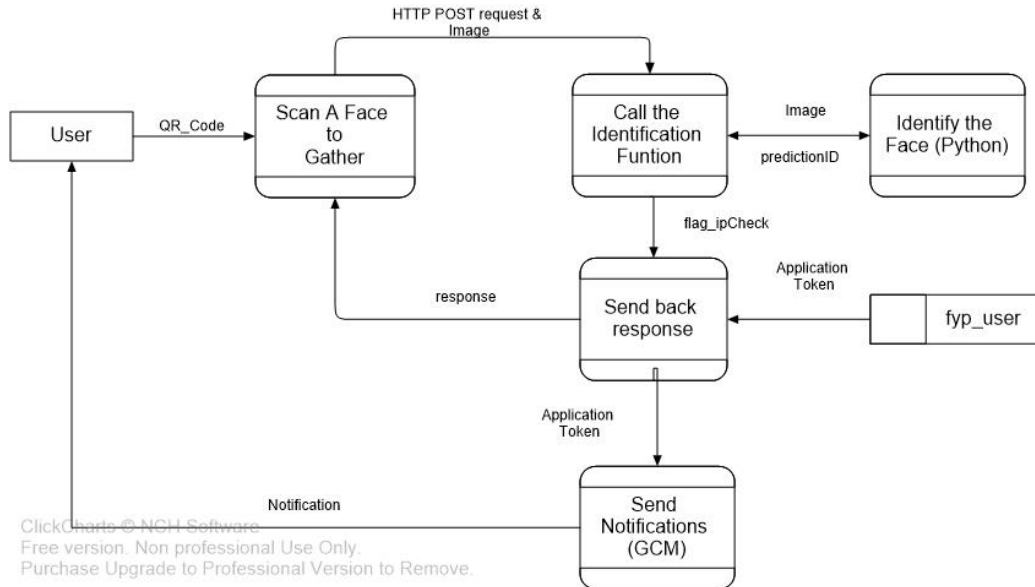 HTTP POST request &
Image
User
QR_Code
Scan A Face
to
Gather
Call the
Identification
Funtion
Image
predictionID
Identify the
Face (Python)
flag_ipCheck
response
Send back
response
Application
Token
fyp_user
Application
Token
Notification
Send
Notifications
(GCM)
ClickCharts © NCH Software
Free version. Non professional Use Only.
Purchase Upgrade to Professional Version to Remove.